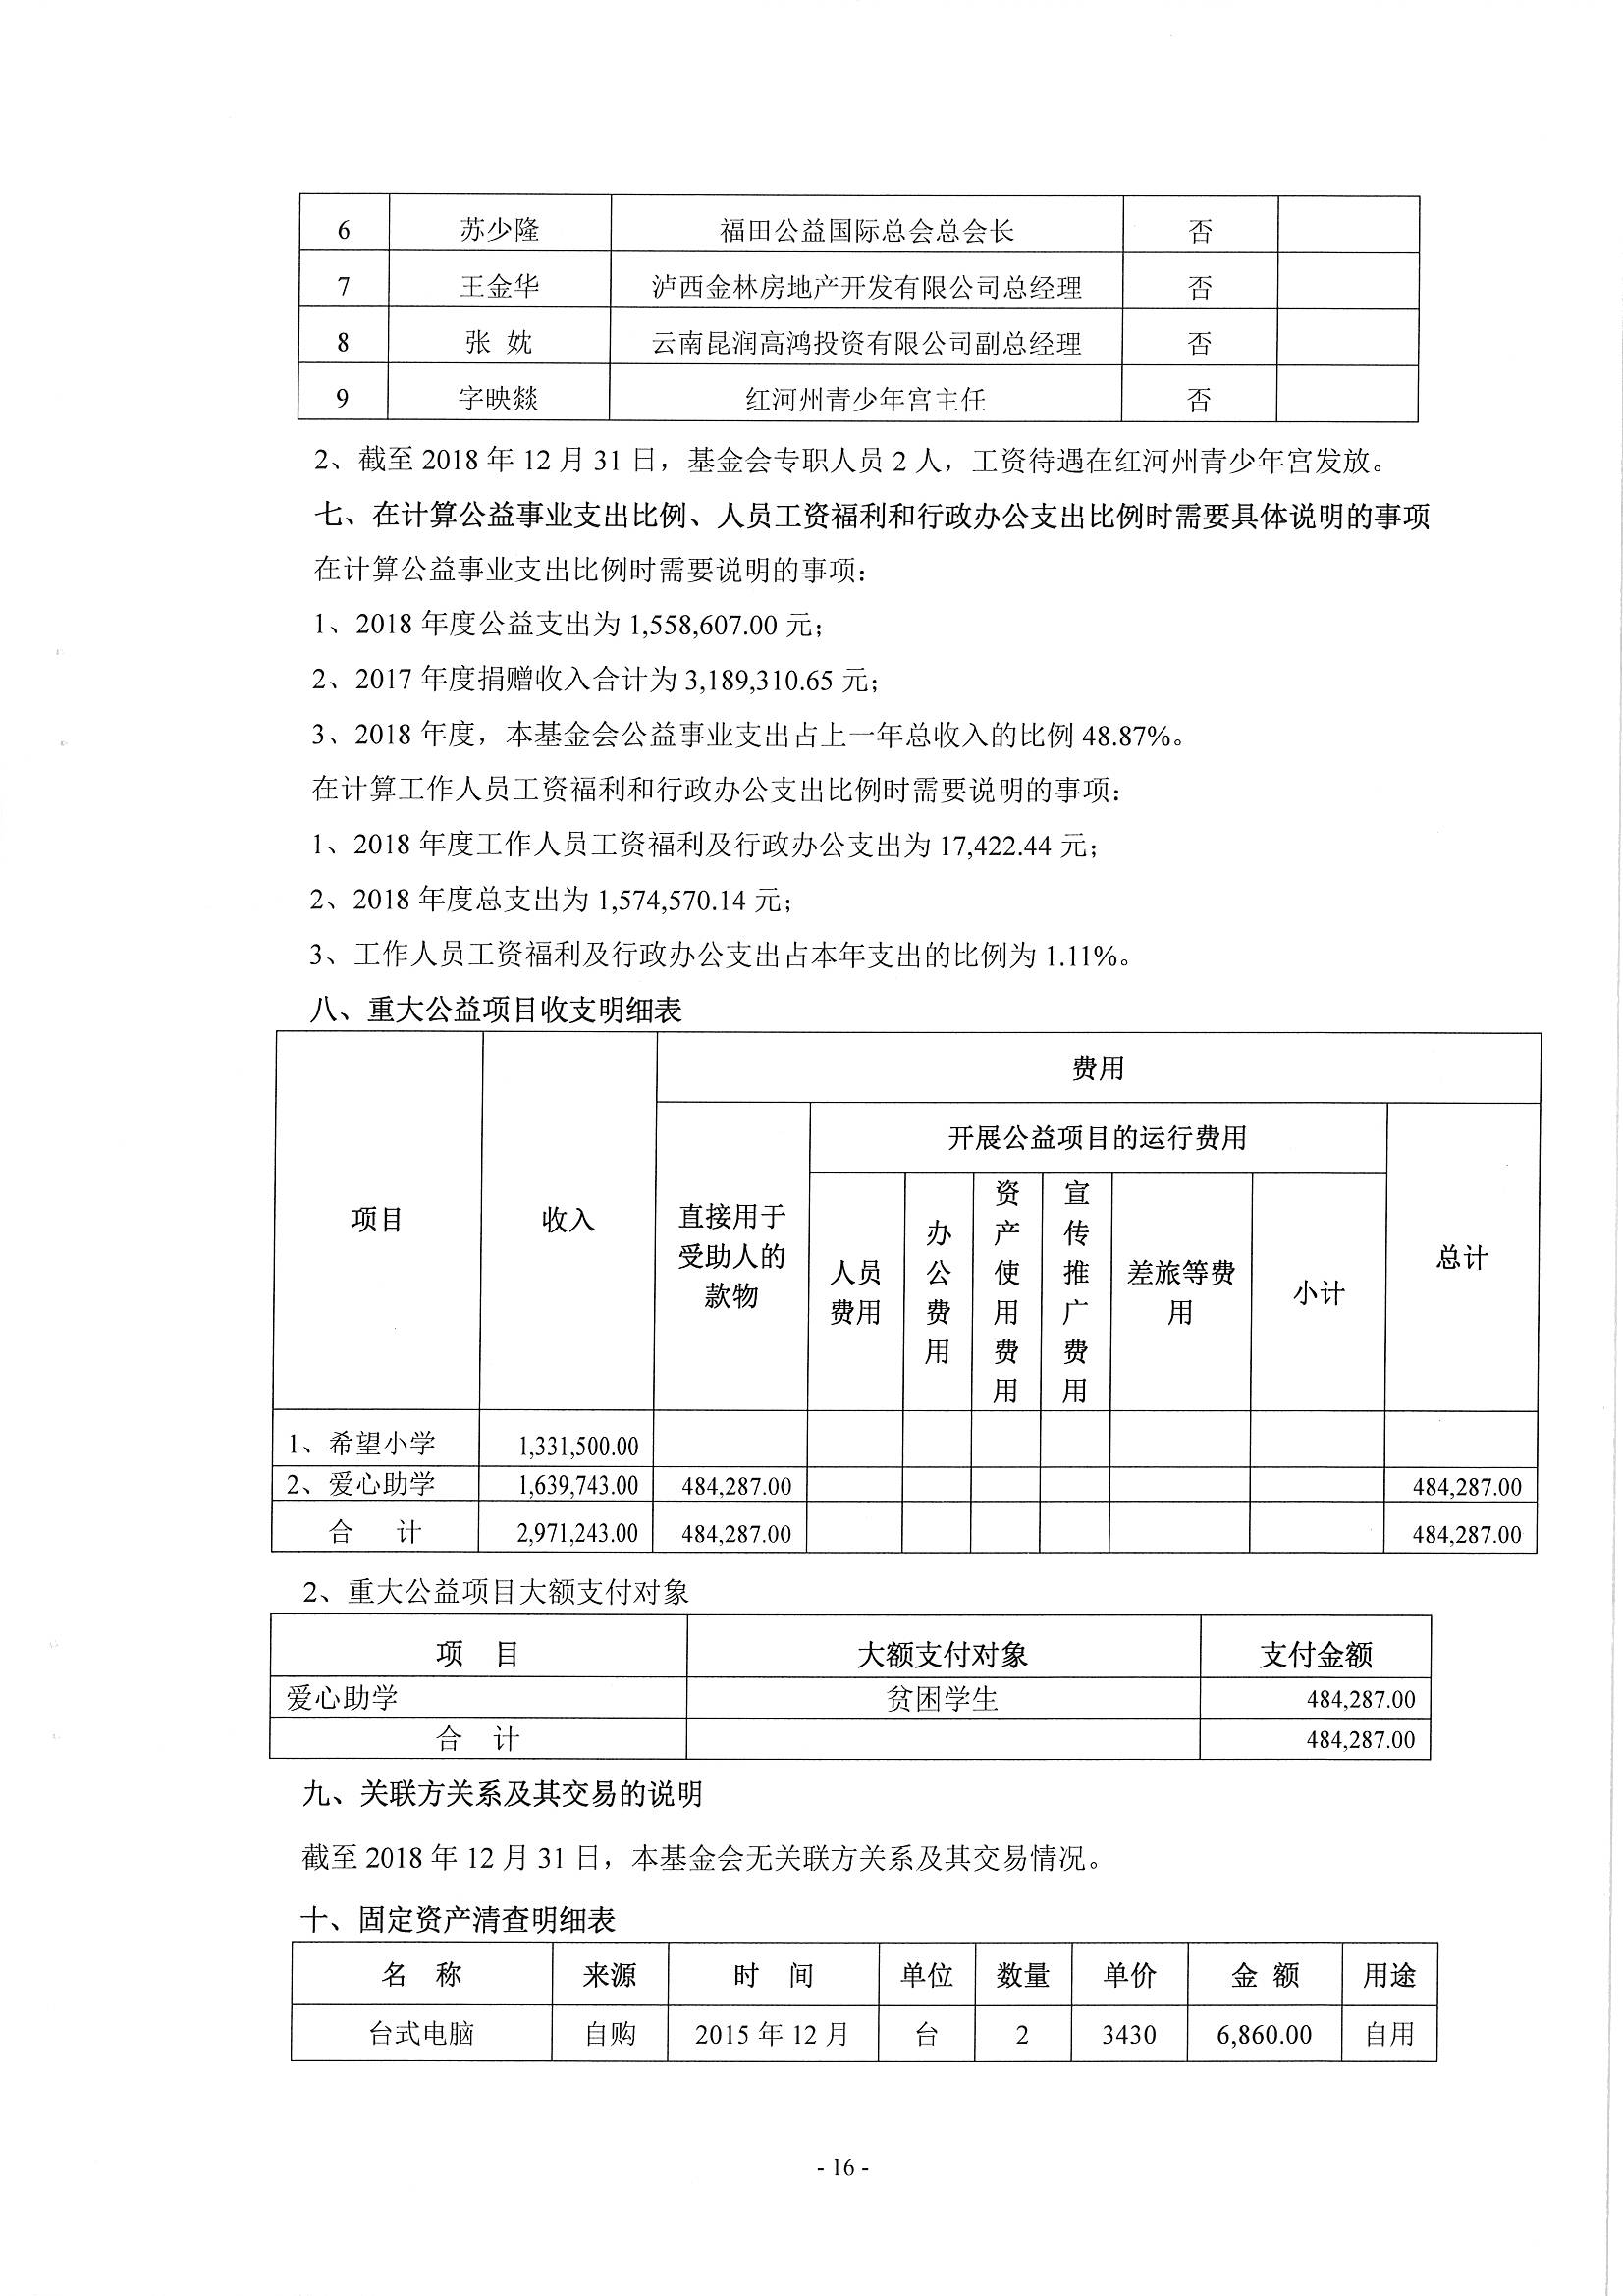 6 苏少隆 福田公益国际总会总会长 否
7 王金华 泸西金林房地产开发有限公司总经理 否
8 张 妩 云南昆润高鸿投资有限公司副总经理 否
9 字映燚 红河州青少年宫主任 否
2、截至 2018 年 12 月 31 日，基金会专职人员 2 人，工资待遇在红河州青少年宫发放。
七、在计算公益事业支出比例、人员工资福利和行政办公支出比例时需要具体说明的事项
在计算公益事业支出比例时需要说明的事项：
1、2018 年度公益支出为 1,558,607.00 元；
2、2017 年度捐赠收入合计为 3,189,310.65 元；
3、2018 年度，本基金会公益事业支出占上一年总收入的比例 48.87%。
在计算工作人员工资福利和行政办公支出比例时需要说明的事项：
1、2018 年度工作人员工资福利及行政办公支出为 17,422.44 元；
2、2018 年度总支出为 1,574,570.14 元；
3、工作人员工资福利及行政办公支出占本年支出的比例为 1.11%。
八、重大公益项目收支明细表
项目 收入 费用
直接用于受助人的款物 开展公益项目的运行费用 总计
人员费用 办公费用 资产使用费用 宣传推广费用 差旅等费用 小计
1、希望小学 1,331,500.00
2、爱心助学 1,639,743.00 484,287.00 484,287.00
合 计 2,971,243.00 484,287.00 484,287.00
2、重大公益项目大额支付对象
项 目 大额支付对象 支付金额
爱心助学 贫困学生 484,287.00
合 计 484,287.00
九、关联方关系及其交易的说明
截至 2018 年 12 月 31 日，本基金会无关联方关系及其交易情况。
十、固定资产清查明细表
名 称 来源 时 间 单位 数量 单价 金 额 用途
台式电脑 自购 2015 年 12 月 台 2 3430 6,860.00 自用
- 16 -